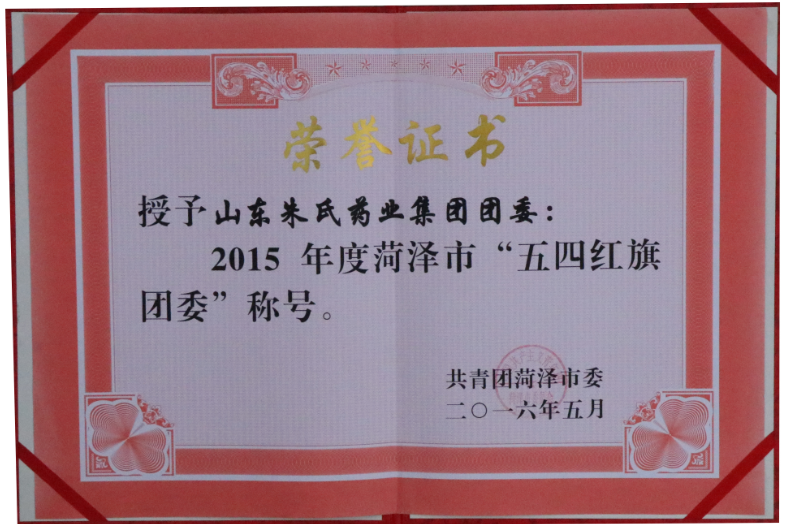 荣誉证书
授予山东朱氏药业集团团委：
2015 年度菏泽市“五四红旗
团委”称号。
共青团菏泽市委
二〇一六年五月